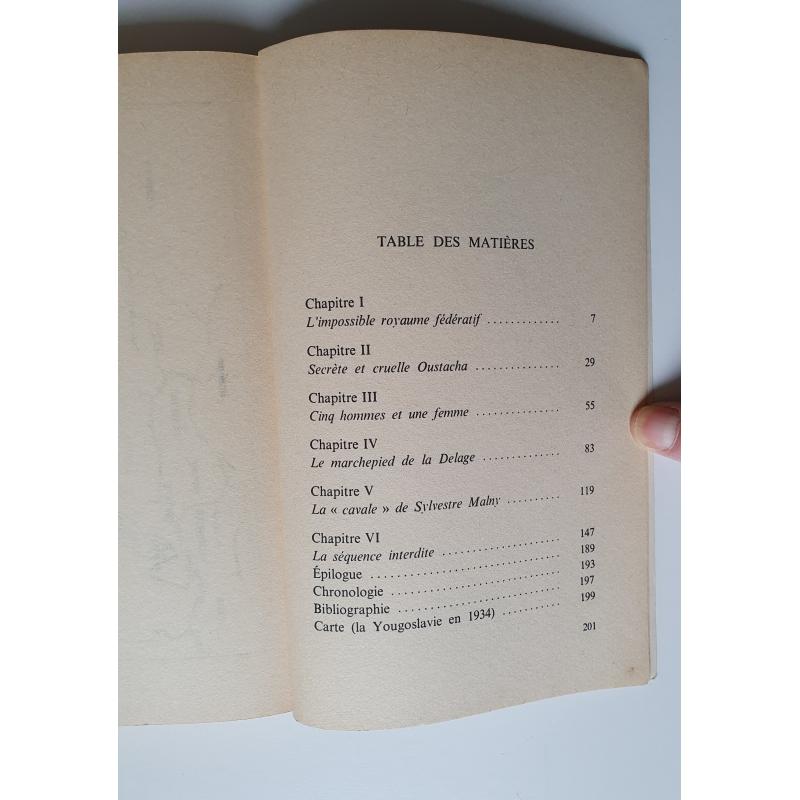 TABLE DES MATIÈRES
Chapitre I
L'impossible royaume fédératif ............. 7
Chapitre II
Secrète et cruelle Oustacha ............... 29
Chapitre III
Cinq hommes et une femme ............... 55
Chapitre IV
Le marchepied de la Delage .............. 83
Chapitre V
La « cavale » de Sylvestre Malny .......... 119
Chapitre VI
La séquence interdite ..................... 147
Épilogue ................................ 189
Chronologie ............................. 193
Bibliographie ........................... 197
Carte (la Yougoslavie en 1934) ........... 199
201